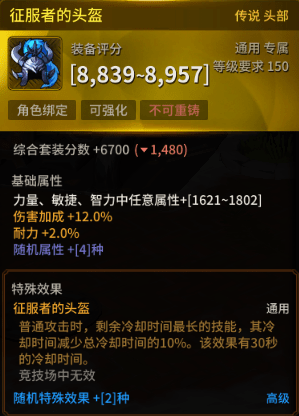 征服者的头盔 传说 头部
装备评分 通用 专属
[8,839~8,957] 等级要求 150
角色绑定 可强化 不可重铸
综合套装分数 +6700 (▼1,480)
基础属性
力量、敏捷、智力中任意属性+[1621~1802]
伤害加成 +12.0%
耐力 +2.0%
随机属性 +[4]种
特殊效果
征服者的头盔 通用
普通攻击时，剩余冷却时间最长的技能，其冷
却时间减少总冷却时间的10%。该效果有30秒
的冷却时间。
竞技场中无效
随机特殊效果 +[2]种 高级